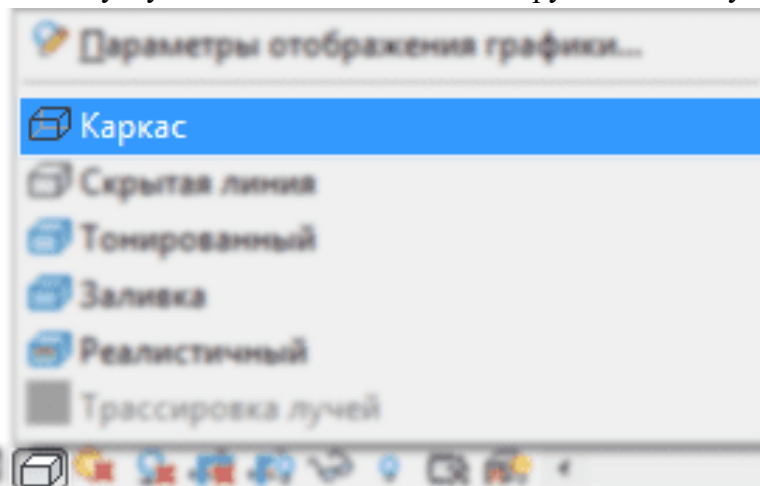 Параметры отображения графики...
Каркас
Скрытая линия
Тонированный
Заливка
Реалистичный
Трассировка лучей